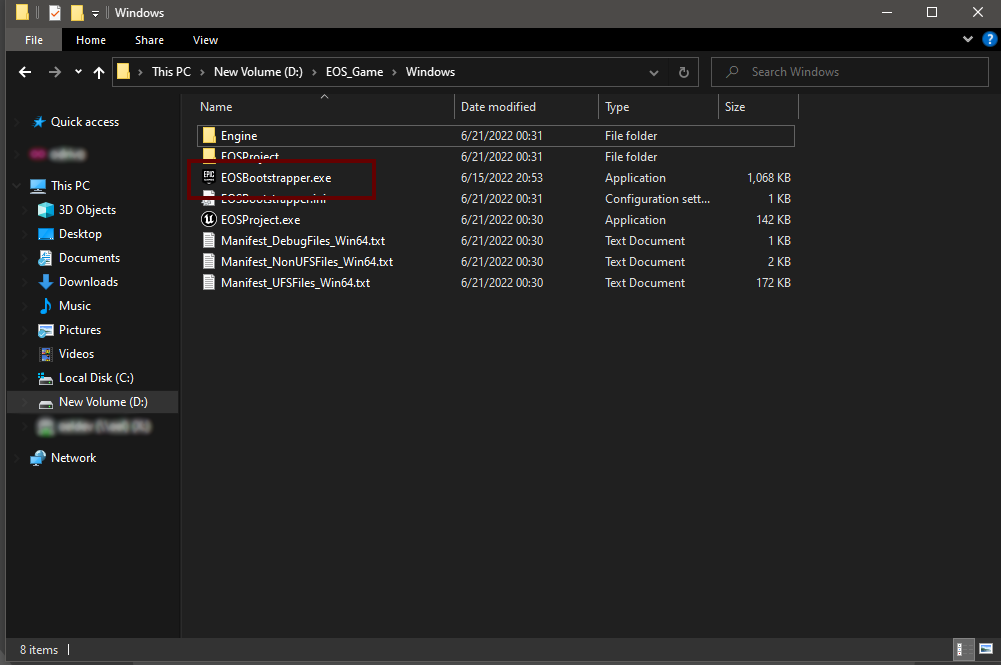 Windows
File Home Share View
This PC New Volume (D:) EOS_Game Windows Search Windows
Name Date modified Type Size
Quick access
This PC
3D Objects
Desktop
Documents
Downloads
Music
Pictures
Videos
Local Disk (C:)
New Volume (D:)
Network
Engine 6/21/2022 00:31 File folder
EOSProject 6/21/2022 00:31 File folder
EPIC EOSBootstrapper.exe 6/15/2022 20:53 Application 1,068 KB
EOSBootstrapper.ini 6/21/2022 00:31 Configuration sett... 1 KB
EOSProject.exe 6/21/2022 00:30 Application 142 KB
Manifest_DebugFiles_Win64.txt 6/21/2022 00:30 Text Document 1 KB
Manifest_NonUFSFiles_Win64.txt 6/21/2022 00:30 Text Document 2 KB
Manifest_UFSFiles_Win64.txt 6/21/2022 00:30 Text Document 172 KB
8 items